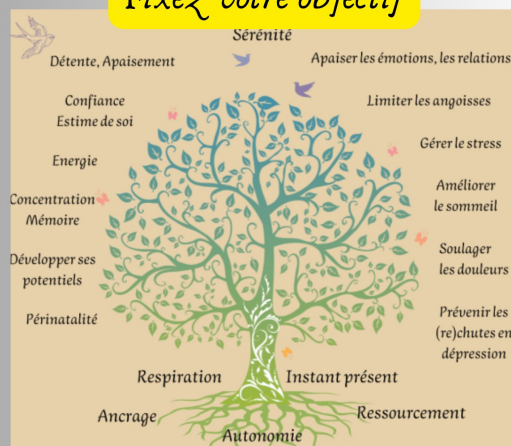 Fixez votre objectif
Sérénité
Détente, Apaisement
Apaiser les émotions, les relations
Confiance
Estime de soi
Limiter les angoisses
Energie
Gérer le stress
Concentration
Mémoire
Améliorer
le sommeil
Développer ses
potentiels
Soulager
les douleurs
Périnatalité
Prévenir les
(re)chutes en
dépression
Respiration
Instant présent
Ancrage
Ressourcement
Autonomie